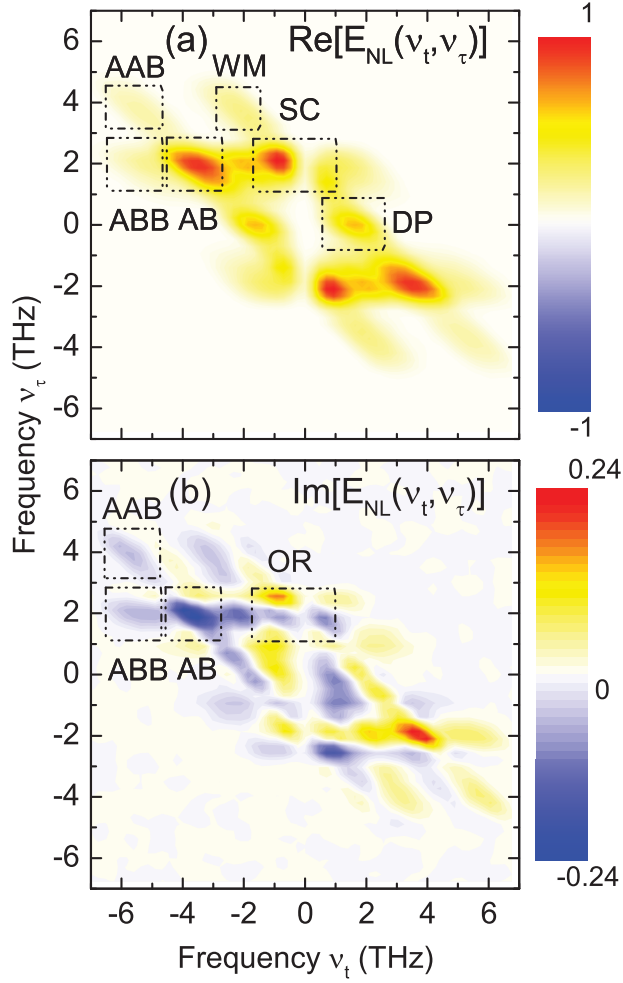 1
6
(a)
Re[E_NL(ν_t,ν_τ)]
AAB
WM
4
SC
2
0
ABB AB
DP
-2
-4
-6
-1
Frequency ν_τ (THz)
0.24
6
(b)
Im[E_NL(ν_t,ν_τ)]
AAB
4
OR
2
ABB AB
0
0
-2
-4
-6
-0.24
-6 -4 -2 0 2 4 6
Frequency ν_t (THz)